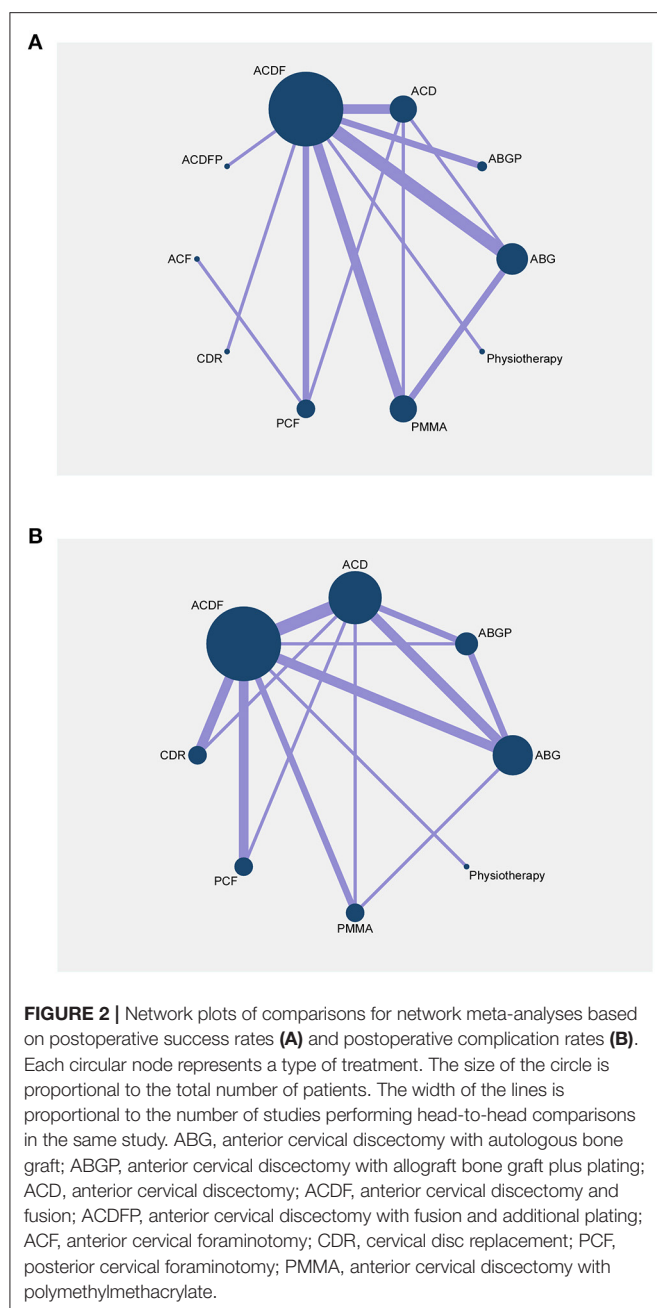 A
ACDF
ACD
ACDFP
ABGP
ACF
ABG
CDR
Physiotherapy
PCF
PMMA
B
ACD
ACDF
ABGP
CDR
ABG
PCF
Physiotherapy
PMMA
FIGURE 2 | Network plots of comparisons for network meta-analyses based
on postoperative success rates (A) and postoperative complication rates (B).
Each circular node represents a type of treatment. The size of the circle is
proportional to the total number of patients. The width of the lines is
proportional to the number of studies performing head-to-head comparisons
in the same study. ABG, anterior cervical discectomy with autologous bone
graft; ABGP, anterior cervical discectomy with allograft bone graft plus plating;
ACD, anterior cervical discectomy; ACDF, anterior cervical discectomy and
fusion; ACDFP, anterior cervical discectomy with fusion and additional plating;
ACF, anterior cervical foraminotomy; CDR, cervical disc replacement; PCF,
posterior cervical foraminotomy; PMMA, anterior cervical discectomy with
polymethylmethacrylate.